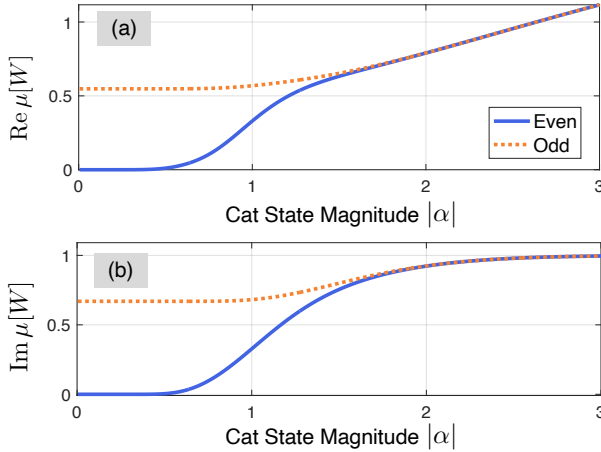 (a)
1
0.5
0
Re μ[W]
Even
Odd
0 1 2 3
Cat State Magnitude |α|
(b)
1
0.5
0
Im μ[W]
0 1 2 3
Cat State Magnitude |α|